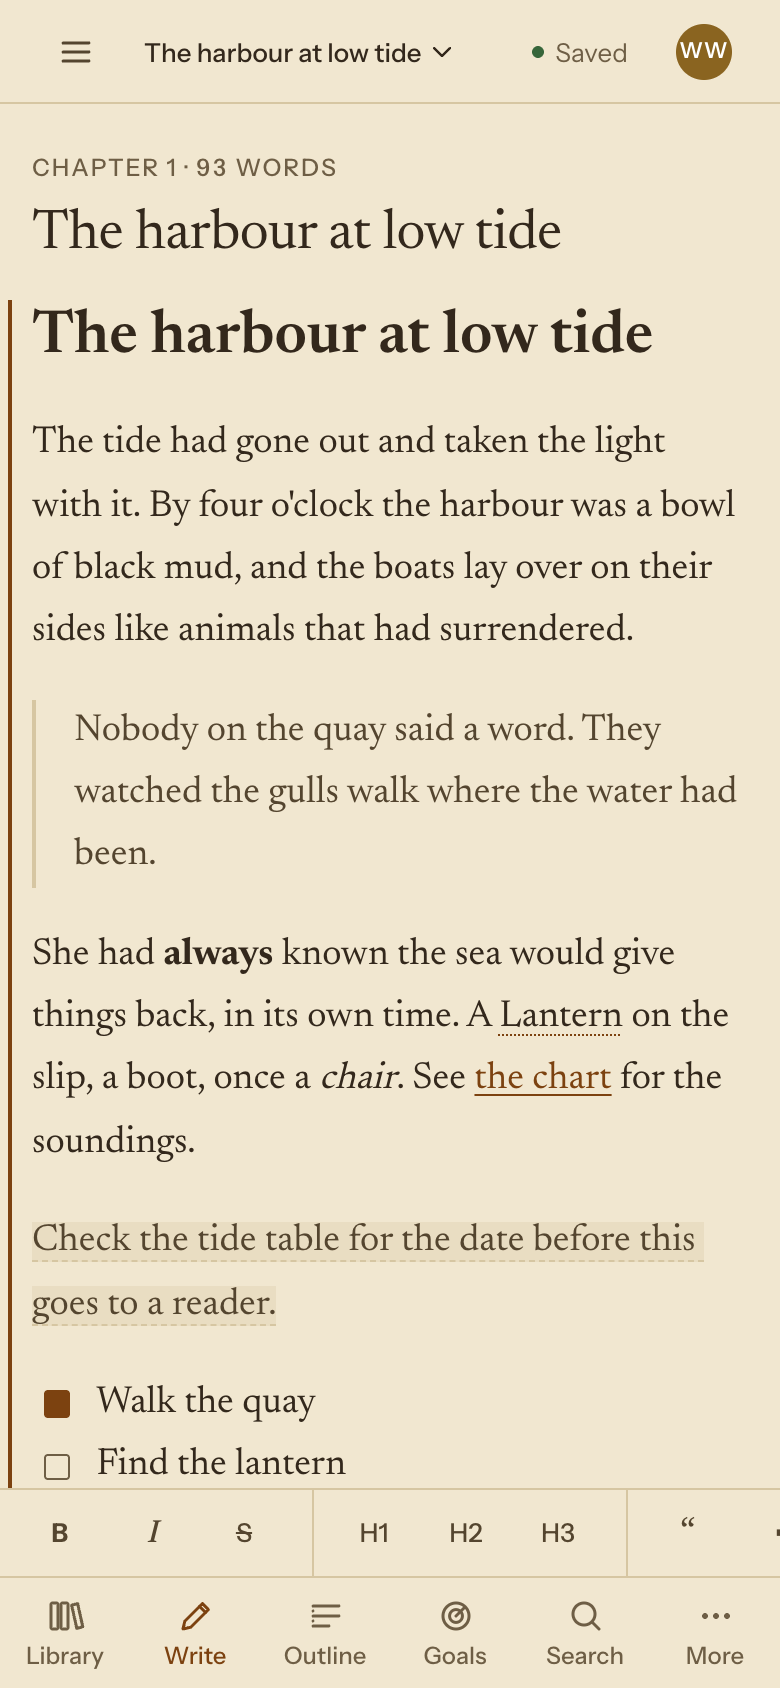 The harbour at low tide
Saved
WW
CHAPTER 1 · 93 WORDS
The harbour at low tide
The harbour at low tide
The tide had gone out and taken the light
with it. By four o'clock the harbour was a bowl
of black mud, and the boats lay over on their
sides like animals that had surrendered.
Nobody on the quay said a word. They
watched the gulls walk where the water had
been.
She had always known the sea would give
things back, in its own time. A Lantern on the
slip, a boot, once a chair. See the chart for the
soundings.
Check the tide table for the date before this
goes to a reader.
Walk the quay
Find the lantern
B I S H1 H2 H3 “
Library Write Outline Goals Search More